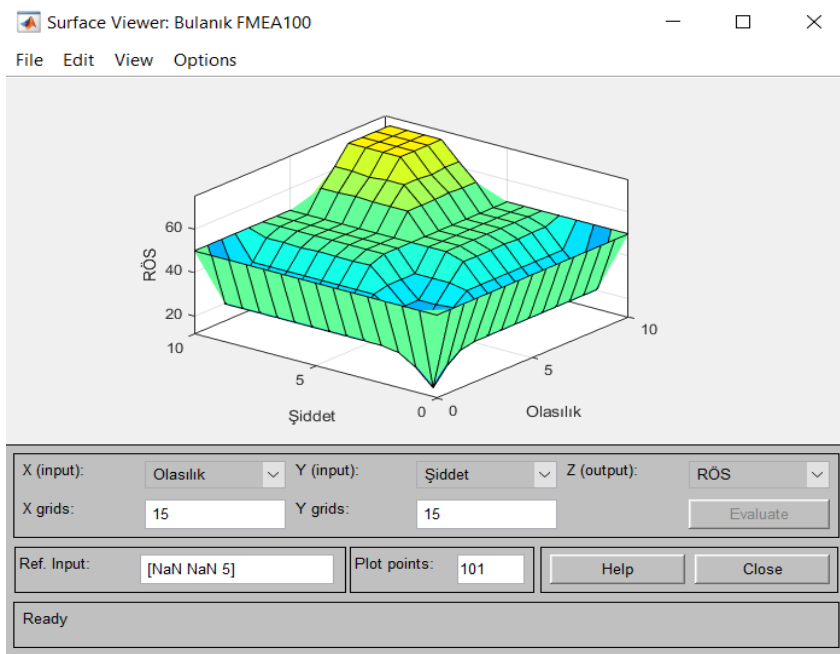 Surface Viewer: Bulanık FMEA100
File Edit View Options
60
40
20
RÖS
10
5
0
Şiddet
0
5
10
Olasılık
X (input): Olasılık Y (input): Şiddet Z (output): RÖS
X grids: 15 Y grids: 15 Evaluate
Ref. Input: [NaN NaN 5] Plot points: 101 Help Close
Ready